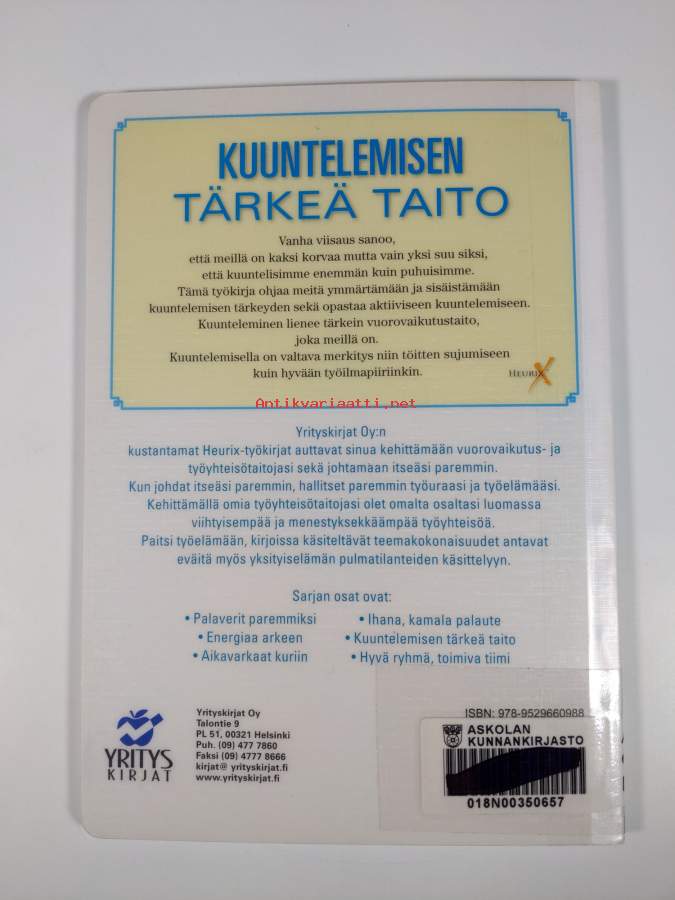 KUUNTELEMISEN
TÄRKEÄ TAITO
Vanha viisaus sanoo,
että meillä on kaksi korvaa mutta vain yksi suu siksi,
että kuuntelisimme enemmän kuin puhuisimme.
Tämä työkirja ohjaa meitä ymmärtämään ja sisäistämään
kuuntelemisen tärkeyden sekä opastaa aktiiviseen kuuntelemiseen.
Kuunteleminen lienee tärkein vuorovaikutustaito,
joka meillä on.
Kuuntelemisella on valtava merkitys niin töitten sujumiseen
kuin hyvään työilmapiiriinkin.
HEURIX
Antikvariaatti.net
Yrityskirjat Oy:n
kustantamat Heurix-työkirjat auttavat sinua kehittämään vuorovaikutus- ja
työyhteisötaitojasi sekä johtamaan itseäsi paremmin.
Kun johdat itseäsi paremmin, hallitset paremmin työuraasi ja työelämääsi.
Kehittämällä omia työyhteisötaitojasi olet omalta osaltasi luomassa
viihtyisempää ja menestyksekkäämpää työyhteisöä.
Paitsi työelämään, kirjoissa käsiteltävät teemakokonaisuudet antavat
eväitä myös yksityiselämän pulmatilanteiden käsittelyyn.
Sarjan osat ovat:
• Palaverit paremmiksi • Ihana, kamala palaute
• Energiaa arkeen • Kuuntelemisen tärkeä taito
• Aikavarkaat kuriin • Hyvä ryhmä, toimiva tiimi
YRITYS
KIRJAT
Yrityskirjat Oy
Talontie 9
PL 51, 00321 Helsinki
Puh. (09) 477 7860
Faksi (09) 4777 8666
kirjat@ yrityskirjat.fi
www.yrityskirjat.fi
ISBN: 978-9529660988
ASKOLAN
KUNNANKIRJASTO
018N00350657